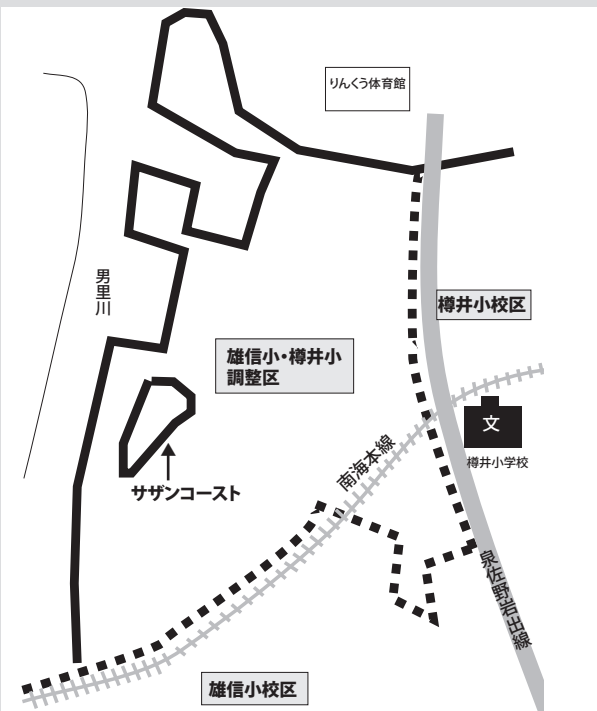 りんくう体育館
男里川
樽井小校区
雄信小・樽井小
調整区
文
樽井小学校
南海本線
サザンコースト
泉佐野岩出線
雄信小校区